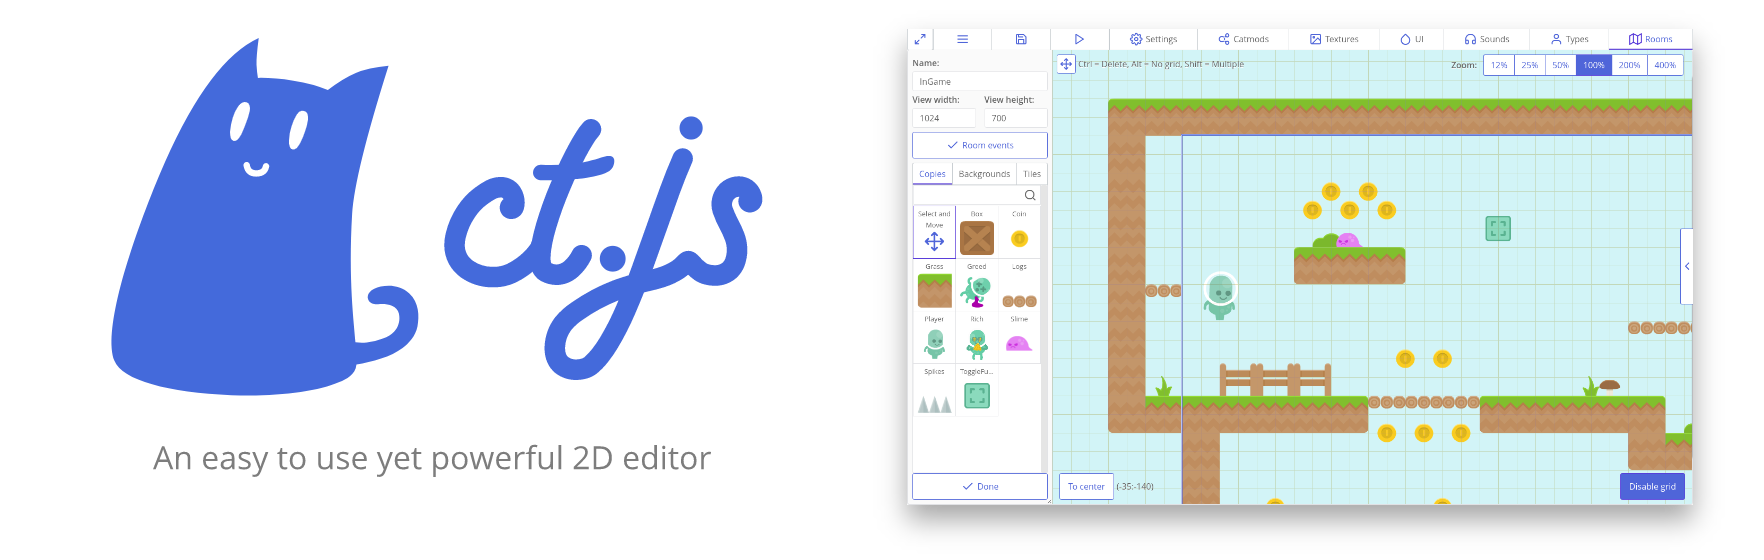 ct.js
An easy to use yet powerful 2D editor
Settings
Catmods
Textures
UI
Sounds
Types
Rooms
Name:
InGame
View width:
View height:
1024
700
Room events
Copies
Backgrounds
Tiles
Select and
Move
Box
Coin
Grass
Greed
Logs
Player
Rich
Slime
Spikes
ToggleFu...
Done
Ctrl = Delete, Alt = No grid, Shift = Multiple
Zoom:
12%
25%
50%
100%
200%
400%
To center
(-35:-140)
Disable grid